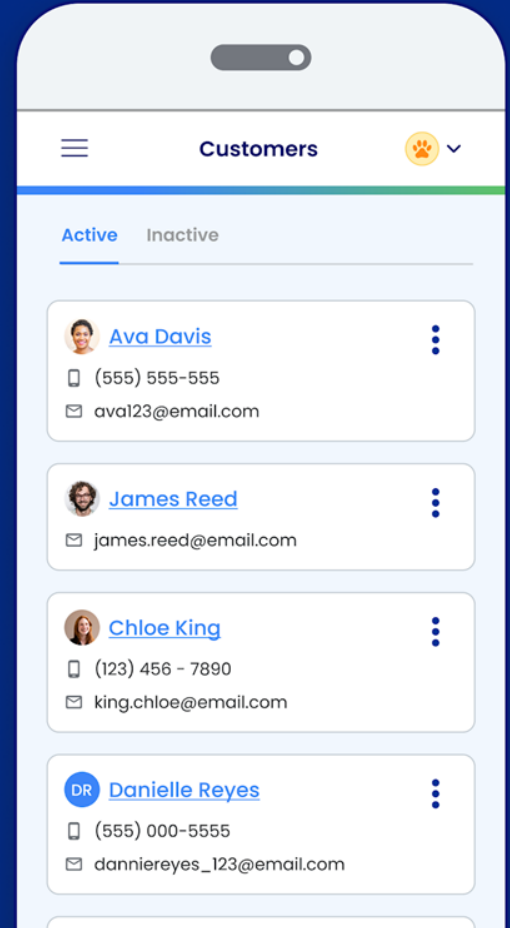 Customers
Active Inactive
Ava Davis
(555) 555-555
ava123@email.com
James Reed
james.reed@email.com
Chloe King
(123) 456 - 7890
king.chloe@email.com
DR Danielle Reyes
(555) 000-5555
danniereyes_123@email.com